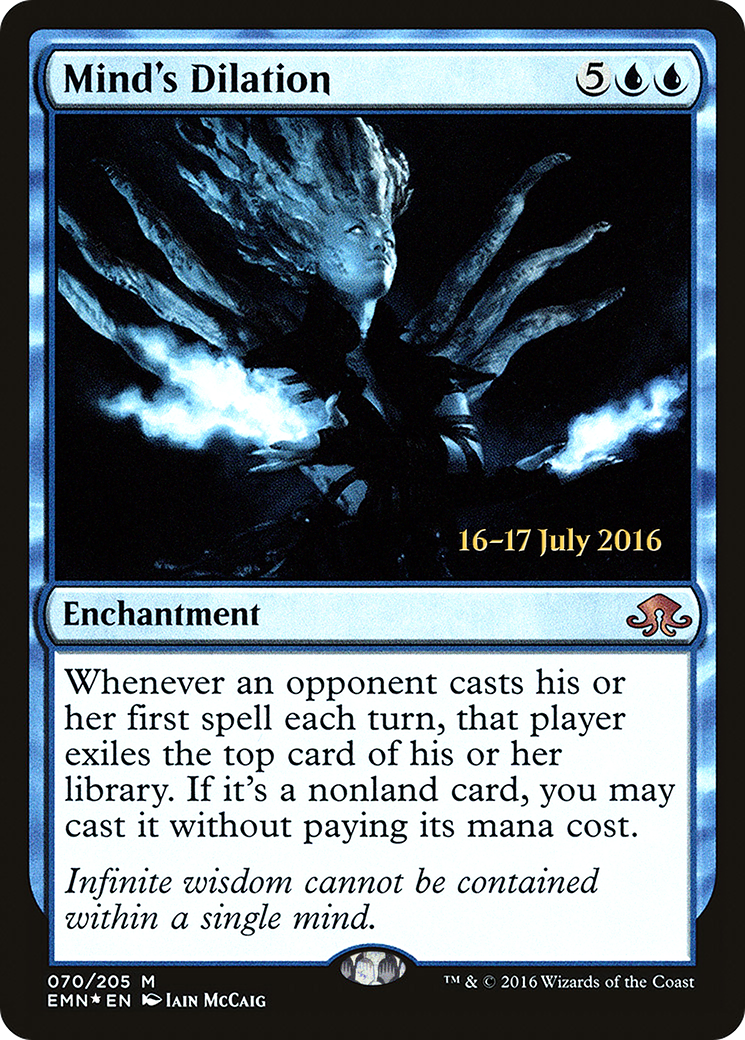 Mind's Dilation
5
16–17 July 2016
Enchantment
Whenever an opponent casts his or
her first spell each turn, that player
exiles the top card of his or her
library. If it's a nonland card, you may
cast it without paying its mana cost.
Infinite wisdom cannot be contained
within a single mind.
070/205 M
EMN★EN Iain McCaig
™ & © 2016 Wizards of the Coast